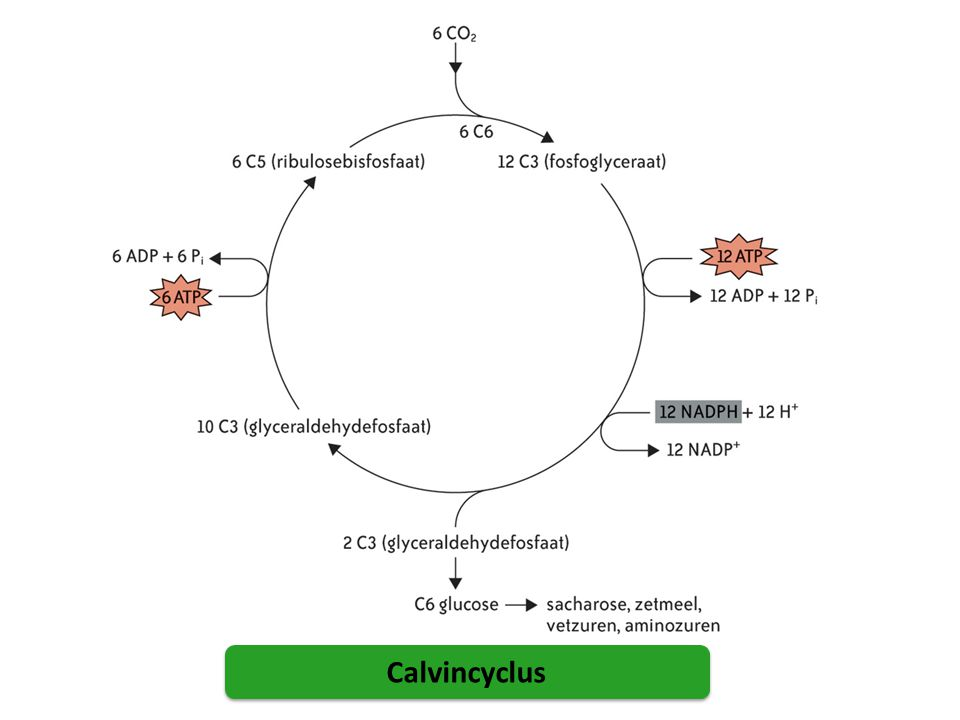 6 CO₂
6 C6
6 C5 (ribulosebisfosfaat)
12 C3 (fosfoglyceraat)
6 ADP + 6 Pᵢ
6 ATP
12 ATP
12 ADP + 12 Pᵢ
12 NADPH + 12 H⁺
12 NADP⁺
10 C3 (glyceraldehydefosfaat)
2 C3 (glyceraldehydefosfaat)
C6 glucose
sacharose, zetmeel,
vetzuren, aminozuren
Calvincyclus